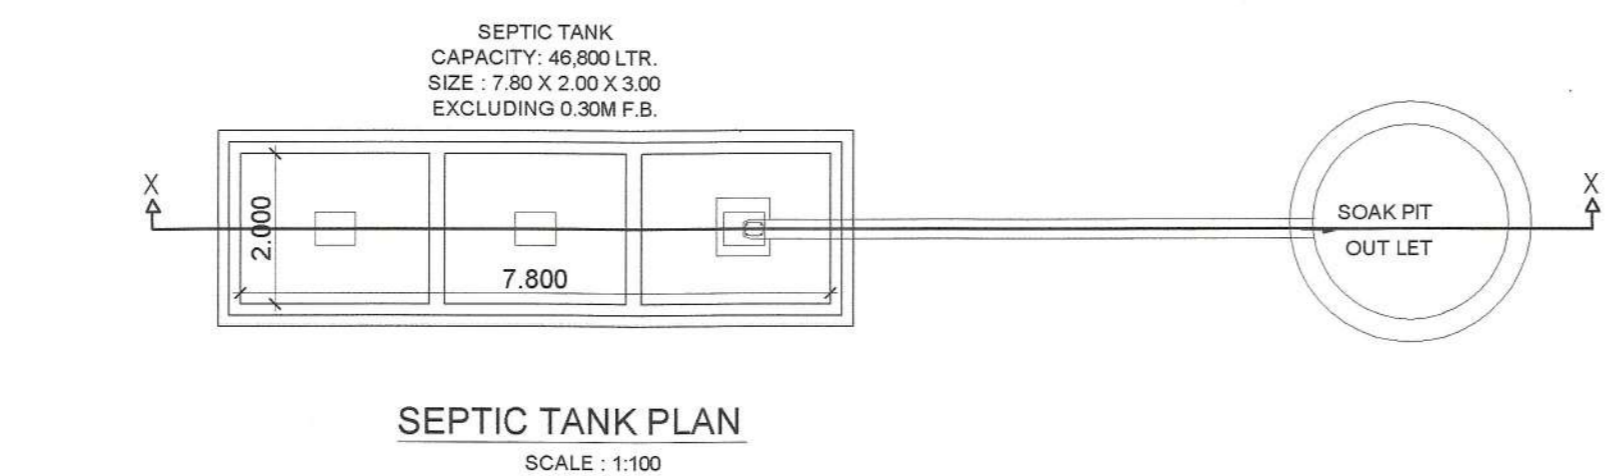 SEPTIC TANK
CAPACITY: 46,800 LTR.
SIZE : 7.80 X 2.00 X 3.00
EXCLUDING 0.30M F.B.
X
X
2.000
7.800
SOAK PIT
OUT LET
SEPTIC TANK PLAN
SCALE : 1:100